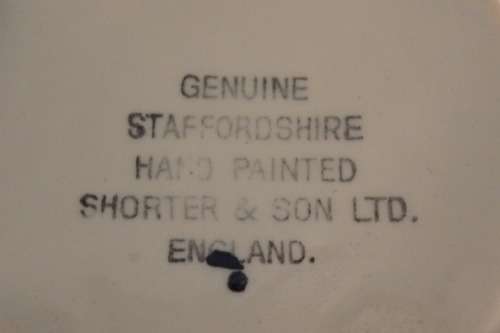 GENUINE
STAFFORDSHIRE
HAND PAINTED
SHORTER & SON LTD.
ENGLAND.